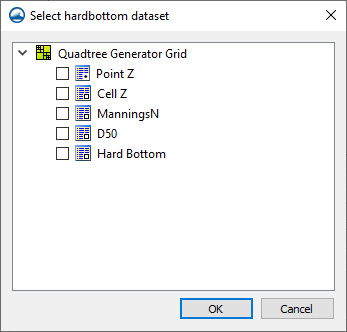 Select hardbottom dataset
Quadtree Generator Grid
Point Z
Cell Z
ManningsN
D50
Hard Bottom
OK Cancel